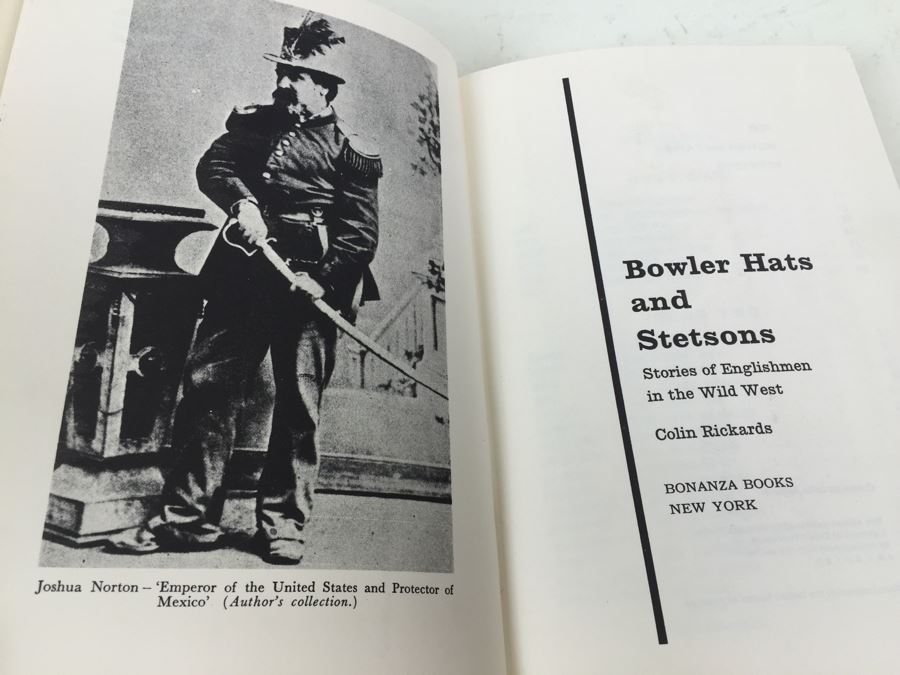 Joshua Norton – 'Emperor of the United States and Protector of
Mexico' (Author's collection.)
Bowler Hats
and
Stetsons
Stories of Englishmen
in the Wild West
Colin Rickards
BONANZA BOOKS
NEW YORK